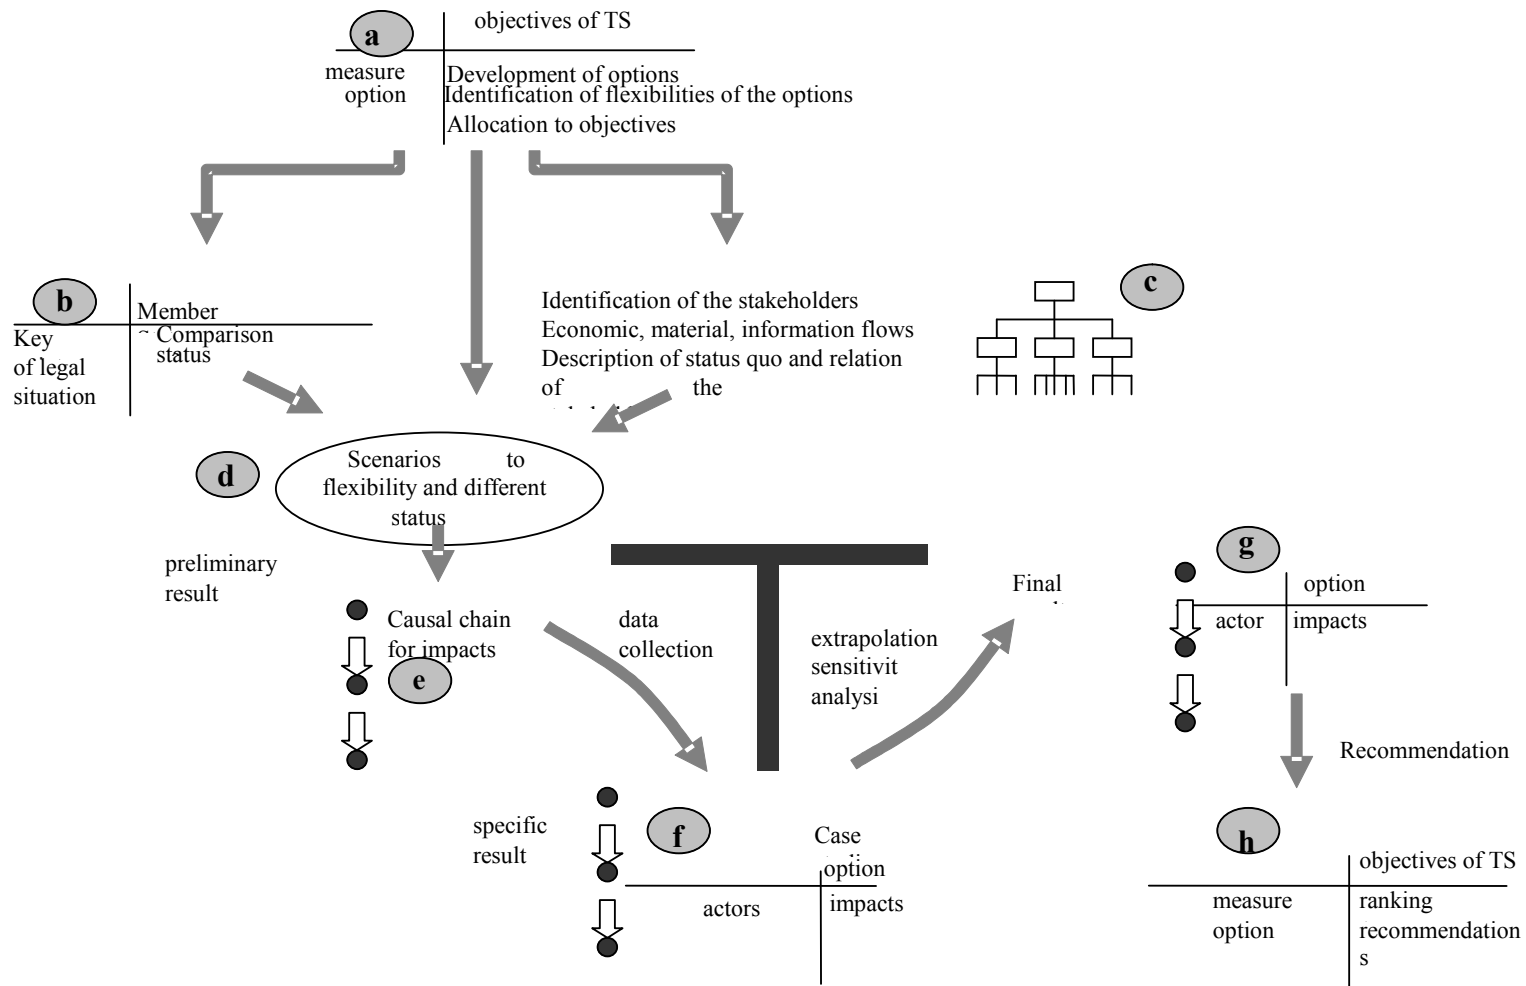 a
objectives of TS
measure
option
Development of options
Identification of flexibilities of the options
Allocation to objectives
b
Member
Comparison
status
Key
of legal
situation
Identification of the stakeholders
Economic, material, information flows
Description of status quo and relation
of the
c
d
Scenarios to
flexibility and different
status
preliminary
result
Causal chain
for impacts
e
data
collection
extrapolation
sensitivit
analysi
Final
g
option
actor
impacts
Recommendation
specific
result
f
Case
option
actors
impacts
h
objectives of TS
measure
option
ranking
recommendation
s